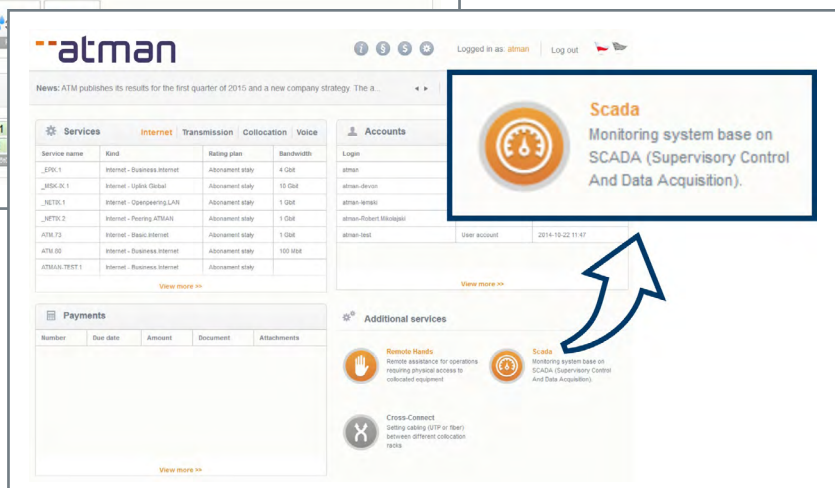 --atman
Logged in as: atman
Log out
News: ATM publishes its results for the first quarter of 2015 and a new company strategy. The a...
Scada
Monitoring system base on
SCADA (Supervisory Control
And Data Acquisition).
Services
Internet Transmission Collocation Voice
Service name Kind Rating plan Bandwidth
_EPIX.1 Internet - Business.Internet Abonament stały 4 Gbit
_MSK-IX.1 Internet - Uplink Global Abonament stały 10 Gbit
_NETIX.1 Internet - Openpeering.LAN Abonament stały 1 Gbit
_NETIX.2 Internet - Peering.ATMAN Abonament stały 1 Gbit
ATM.73 Internet - Basic.Internet Abonament stały 1 Gbit
ATM.80 Internet - Business.Internet Abonament stały 100 Mbit
ATMAN-TEST.1 Internet - Business.Internet Abonament stały
View more >>
Accounts
Login
atman
atman-devon
atman-lemski
atman-Robert.Mikolajski
atman-test User account 2014-10-22 11:47
View more >>
Payments
Number Due date Amount Document Attachments
View more >>
Additional services
Remote Hands
Remote assistance for operations
requiring physical access to
collocated equipment
Scada
Monitoring system base on
SCADA (Supervisory Control
And Data Acquisition).
Cross-Connect
Setting cabling (UTP or fiber)
between different collocation
racks